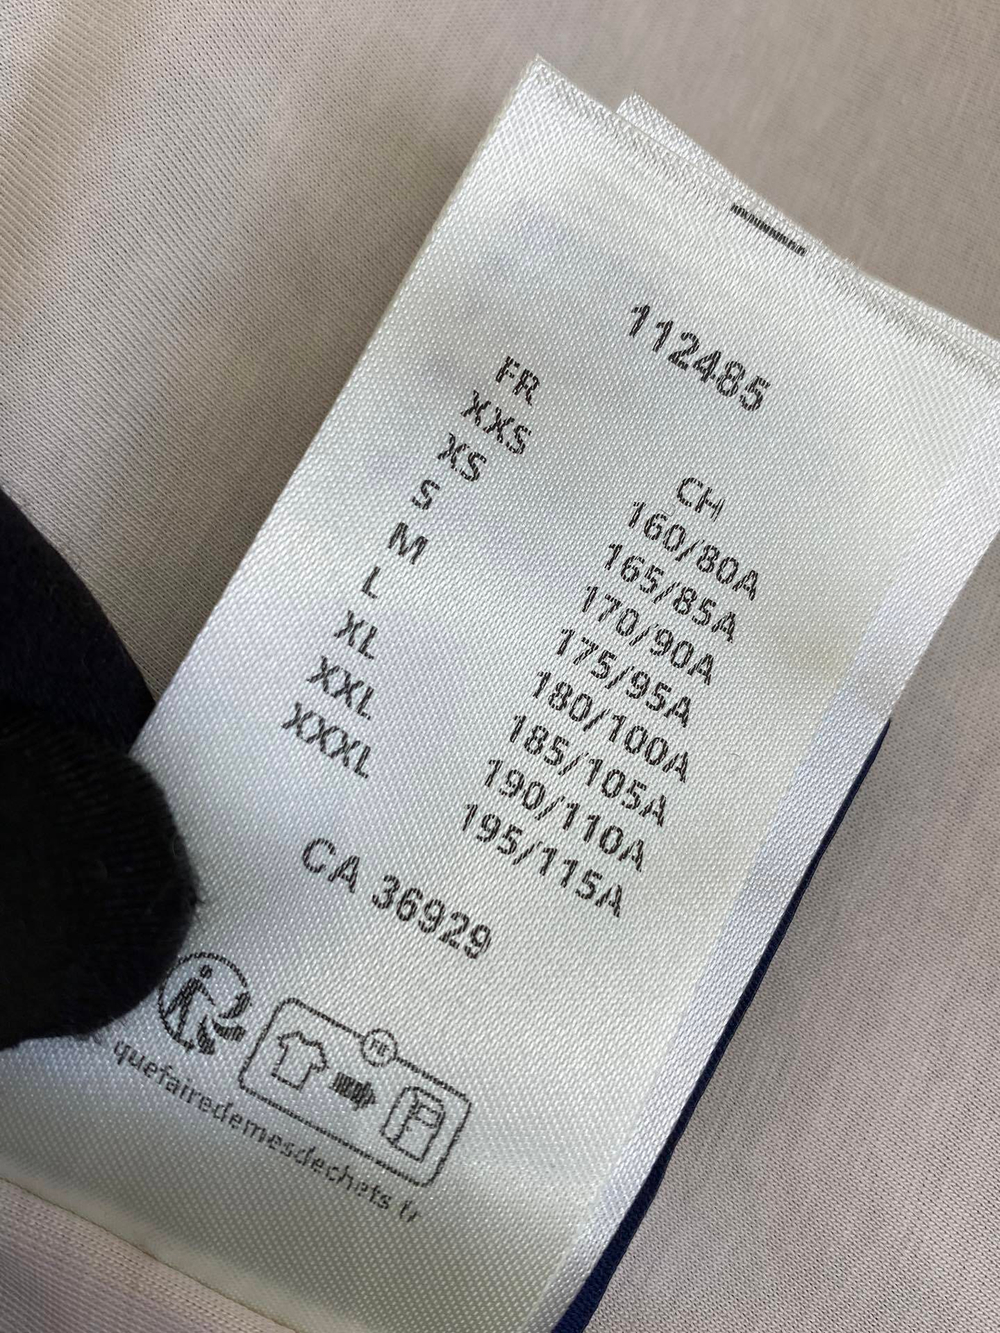 112485
FR CH
XXS 160/80A
XS 165/85A
S 170/90A
M 175/95A
L 180/100A
XL 185/105A
XXL 190/110A
XXXL 195/115A
CA 36929
FR
quefairedemesdechets.fr